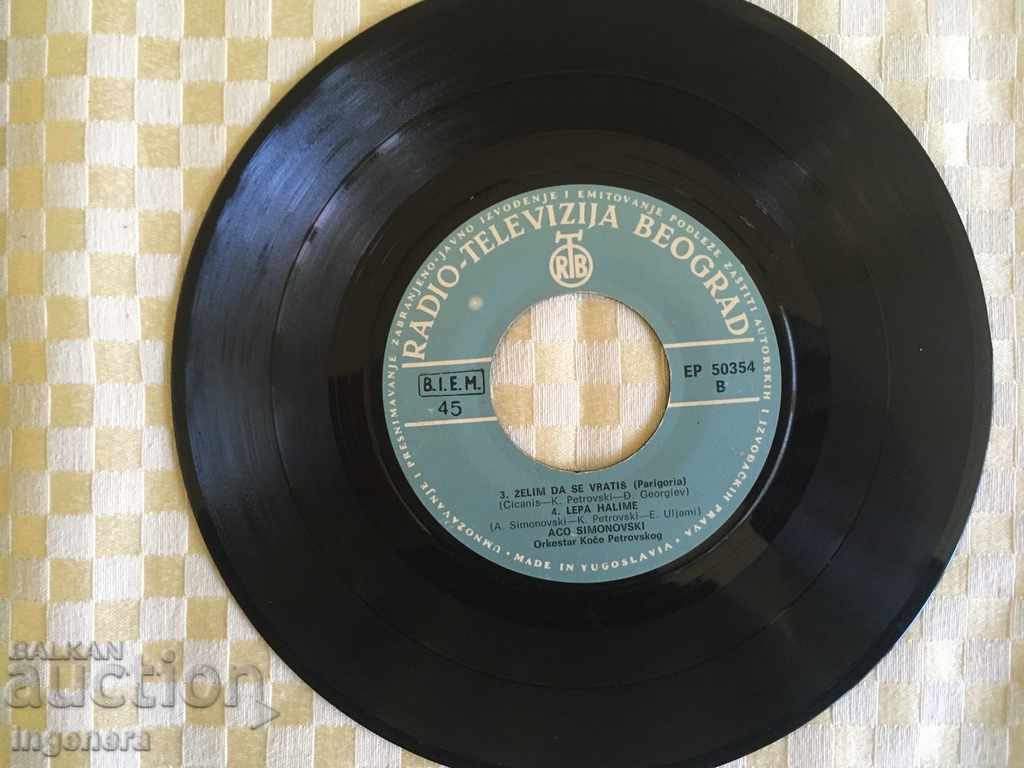 UMNOŽAVANJE I PRESNIMAVANJE ZABRANJENO · JAVNO IZVOĐENJE I EMITOVANJE PODLEŽE ZAŠTITI AUTORSKIH I IZVOĐAČKIH PRAVA ·
RADIO-TELEVIZIJA BEOGRAD
RTB
B.I.E.M.
45
EP 50354
B
3. ŽELIM DA SE VRATIŠ (Parigoria)
(Cicanis—K. Petrovski—Đ. Georgiev)
4. LEPA HALIME
(A. Simonovski—K. Petrovski—E. Uljami)
ACO SIMONOVSKI
Orkestar Koče Petrovskog
MADE IN YUGOSLAVIA
BALKAN
auction
ingenera